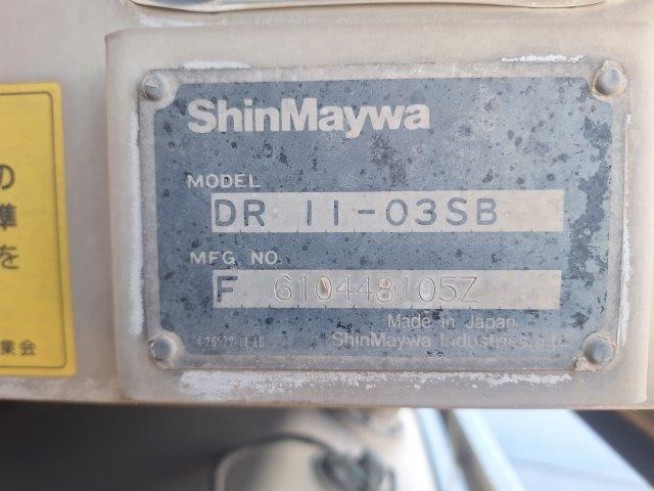 ShinMaywa
MODEL
DR 11-03SB
MFG. NO.
F 610448105Z
Made in Japan
ShinMaywa Industries, Ltd
の
準
を
業会